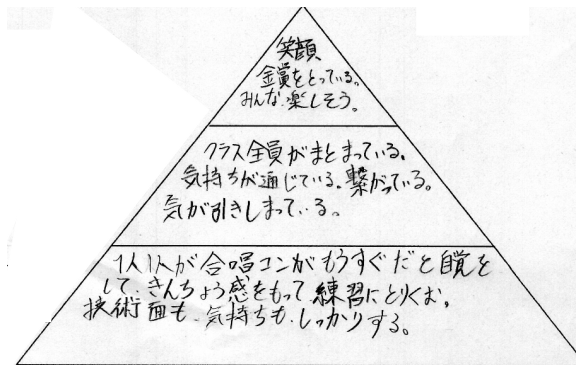 笑顔
金賞をとっている。
みんな楽しそう。
クラス全員がまとまっている。
気持ちが通じている。繋がっている。
気が引きしまっている。
1人1人が合唱コンがもうすぐだと自覚を
して、きんちょう感をもって練習にとりくむ。
技術面も、気持ちも、しっかりする。